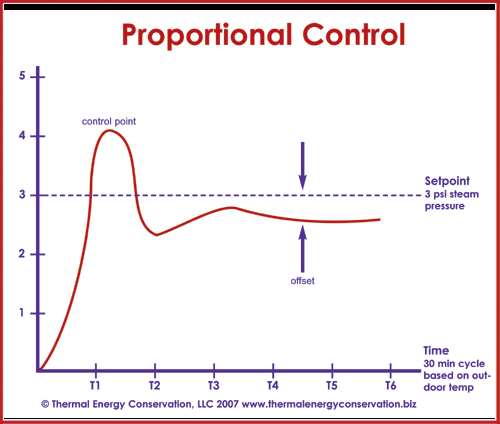 Proportional Control
5
control point
4
Setpoint
3 psi steam
pressure
3
2
offset
1
Time
30 min cycle
based on out-
door temp
T1 T2 T3 T4 T5 T6
© Thermal Energy Conservation, LLC 2007 www.thermalenergyconservation.biz